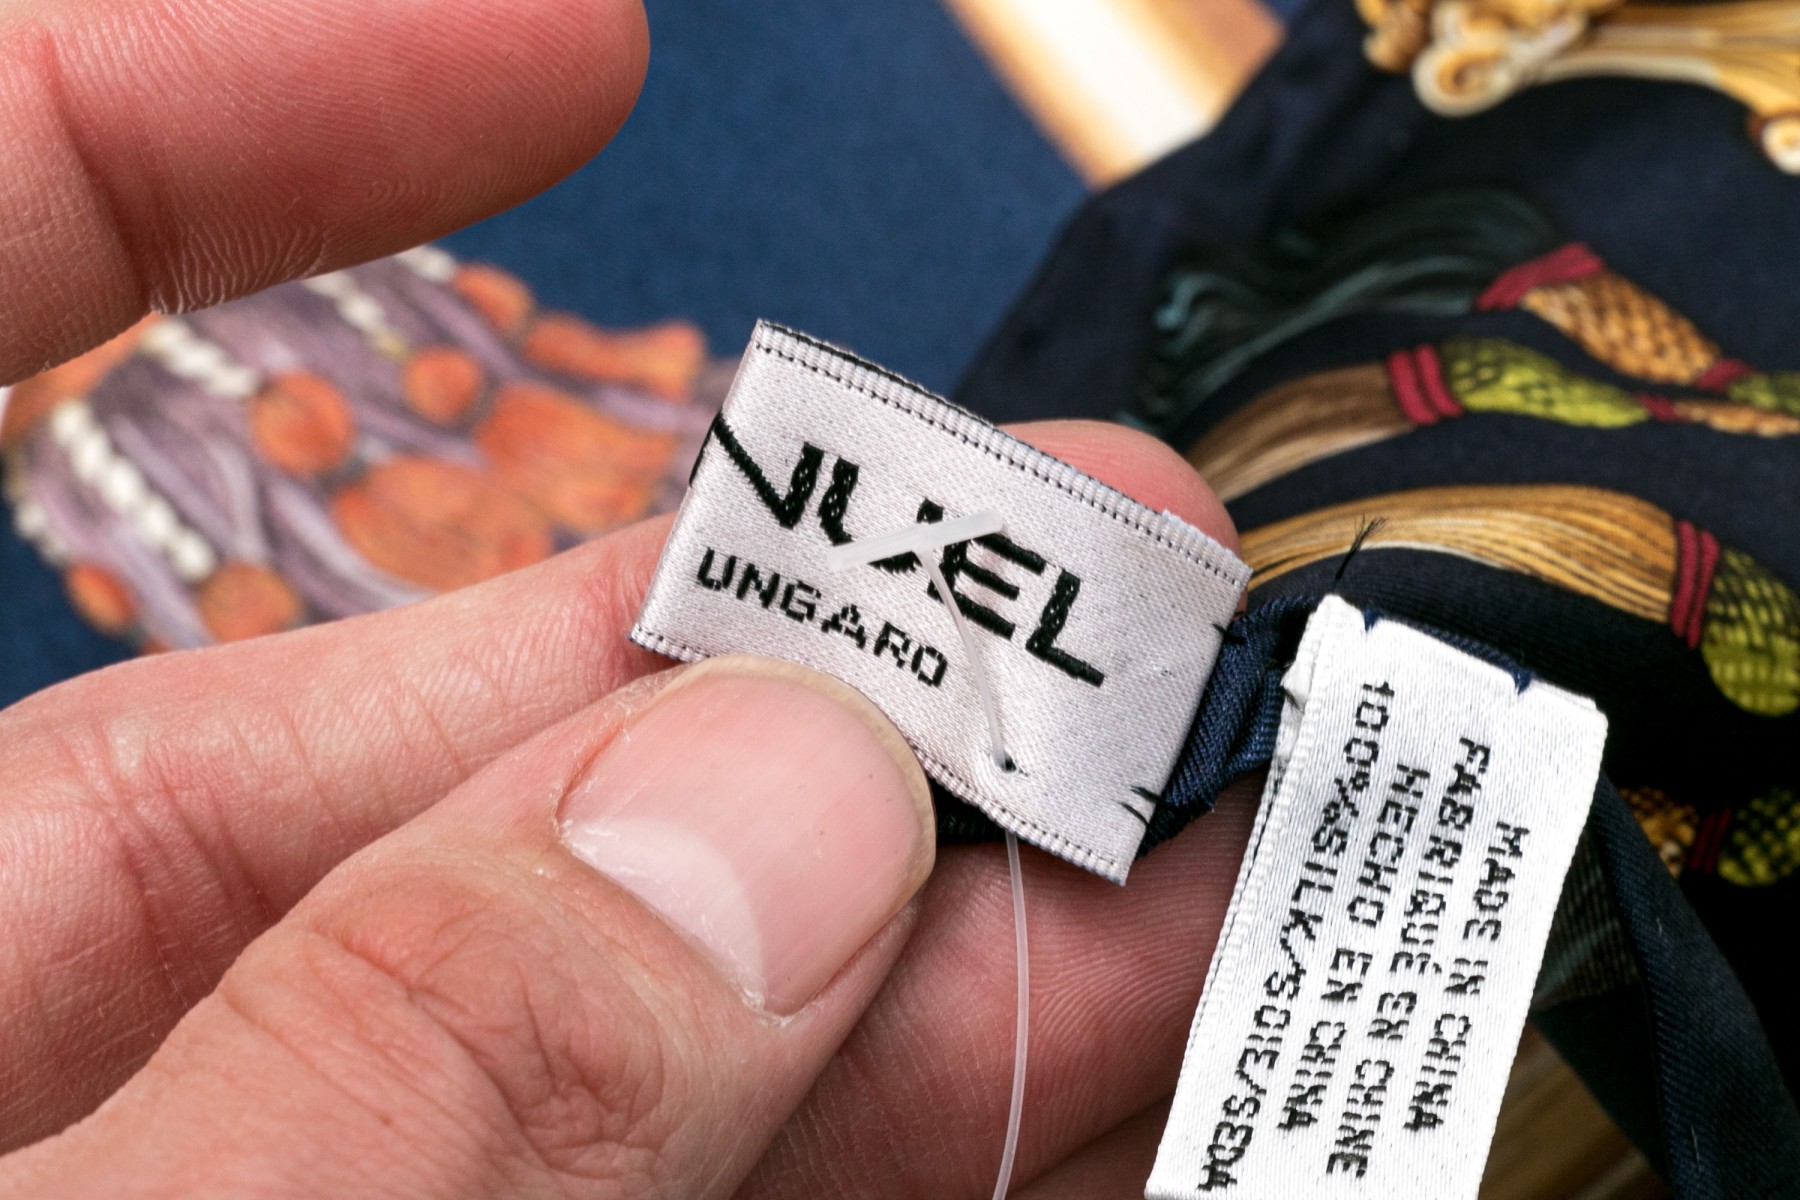 NUEL
UNGARO
100%SILK/SOIE/SEDA
HECHO EN CHINA
FABRIQUÉ EN CHINE
MADE IN CHINA